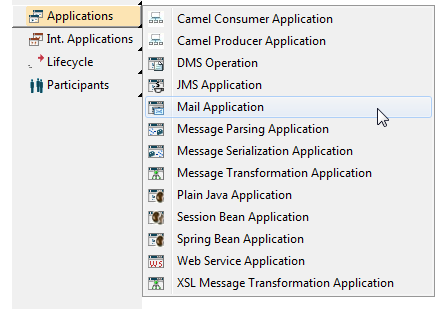 Applications
Int. Applications
Lifecycle
Participants
Camel Consumer Application
Camel Producer Application
DMS Operation
JMS Application
Mail Application
Message Parsing Application
Message Serialization Application
Message Transformation Application
Plain Java Application
Session Bean Application
Spring Bean Application
Web Service Application
XSL Message Transformation Application